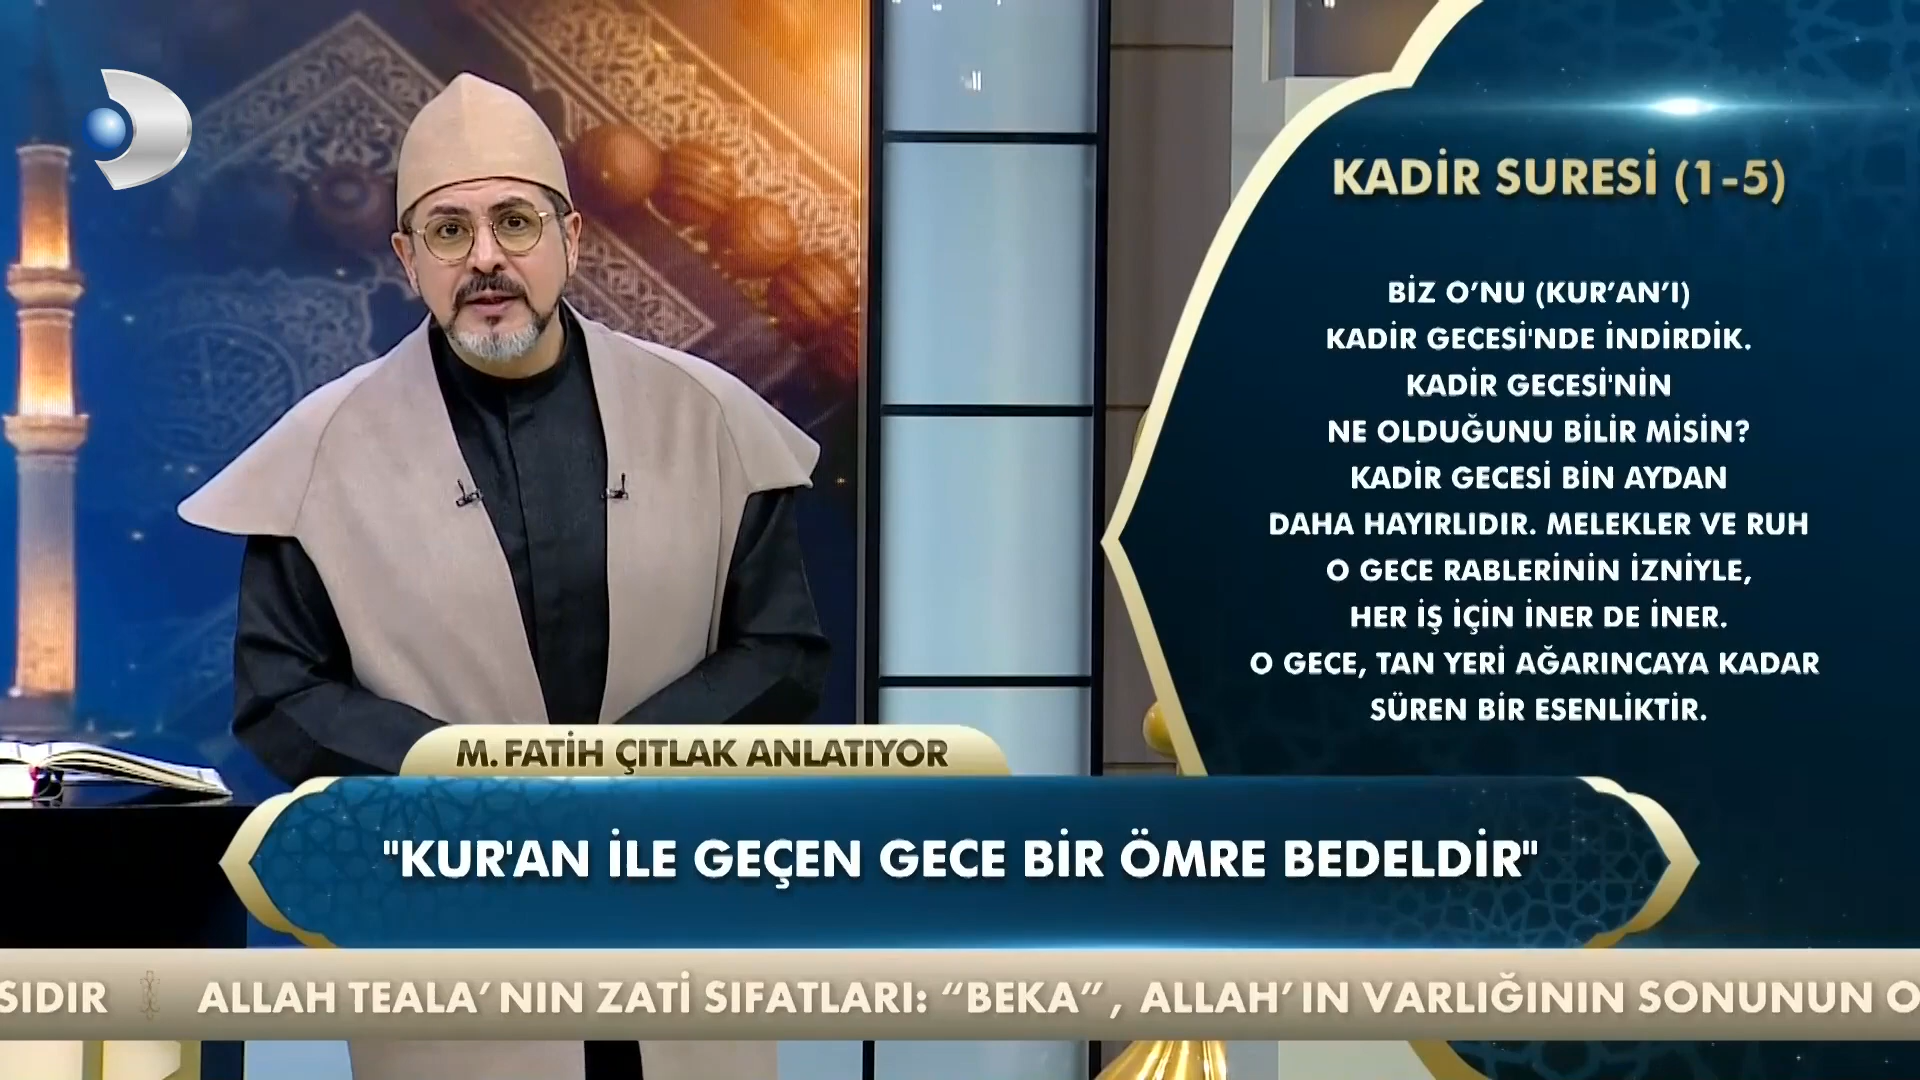 KADİR SURESİ (1-5)
BİZ O’NU (KUR’AN’I)
KADİR GECESİ'NDE İNDİRDİK.
KADİR GECESİ'NİN
NE OLDUĞUNU BİLİR MİSİN?
KADİR GECESİ BİN AYDAN
DAHA HAYIRLIDIR. MELEKLER VE RUH
O GECE RABLERİNİN İZNİYLE,
HER İŞ İÇİN İNER DE İNER.
O GECE, TAN YERİ AĞARINCAYA KADAR
SÜREN BİR ESENLİKTİR.
M. FATİH ÇITLAK ANLATIYOR
"KUR'AN İLE GEÇEN GECE BİR ÖMRE BEDELDİR"
SIDIR ALLAH TEALA’NIN ZATİ SIFATLARI: “BEKA”, ALLAH’IN VARLIĞININ SONUNUN O